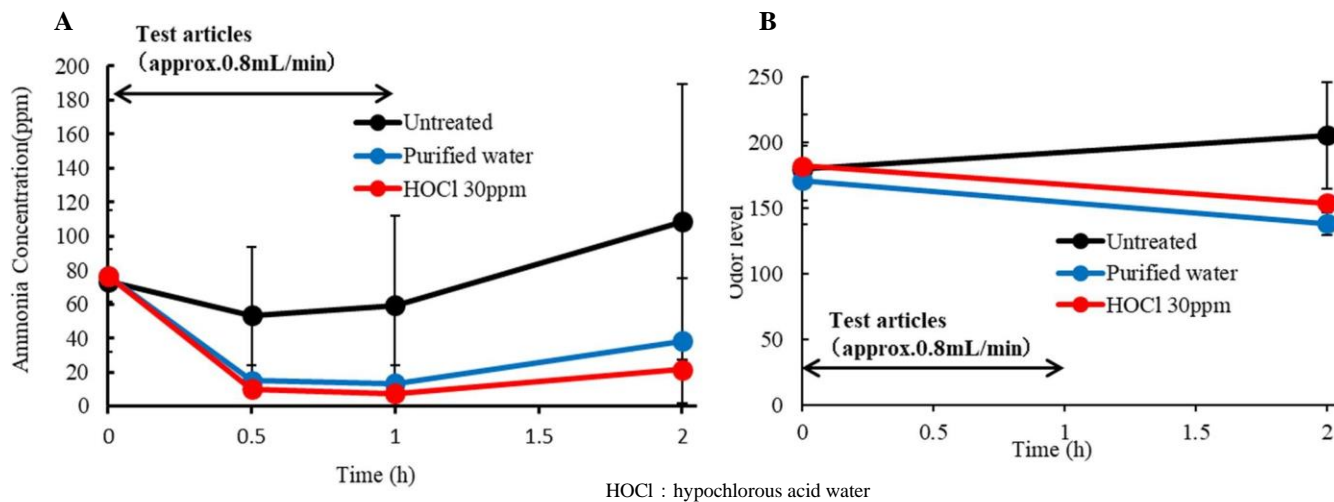 A
Test articles
(approx.0.8mL/min)
200
180
160
140
120
100
80
60
40
20
0
Ammonia Concentration(ppm)
Untreated
Purified water
HOCl 30ppm
0
0.5
1
1.5
2
Time (h)
B
250
200
150
100
50
0
Odor level
Untreated
Purified water
HOCl 30ppm
Test articles
(approx.0.8mL/min)
0
0.5
1
1.5
2
Time (h)
HOCl : hypochlorous acid water